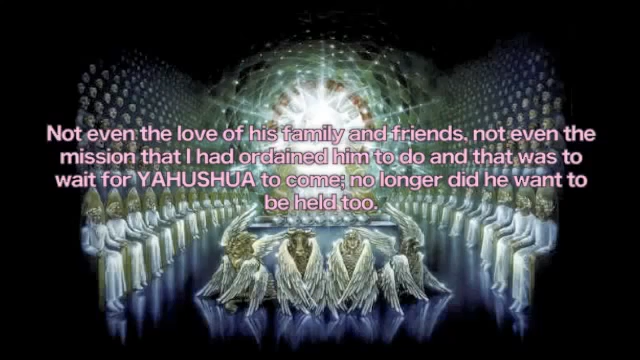 Not even the love of his family and friends, not even the
mission that I had ordained him to do and that was to
wait for YAHUSHUA to come; no longer did he want to
be held too.